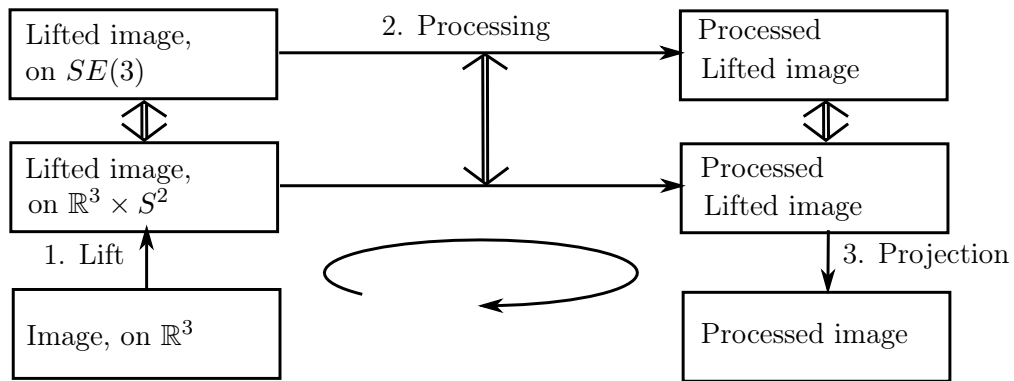 Lifted image,
on SE(3)
2. Processing
Processed
Lifted image
Lifted image,
on ℝ³ × S²
Processed
Lifted image
1. Lift
3. Projection
Image, on ℝ³
Processed image